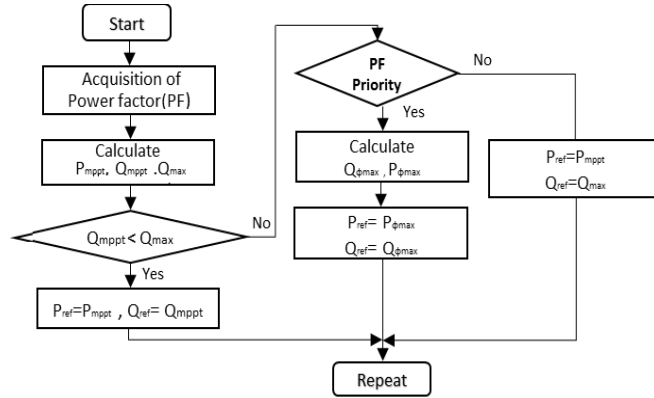 Start
Acquisition of
Power factor(PF)
Calculate
Pmppt, Qmppt .Qmax
Qmppt < Qmax
No
Yes
Pref=Pmppt , Qref= Qmppt
PF
Priority
No
Yes
Calculate
Qϕmax , Pϕmax
Pref= Pϕmax
Qref= Qϕmax
Pref=Pmppt
Qref=Qmax
Repeat